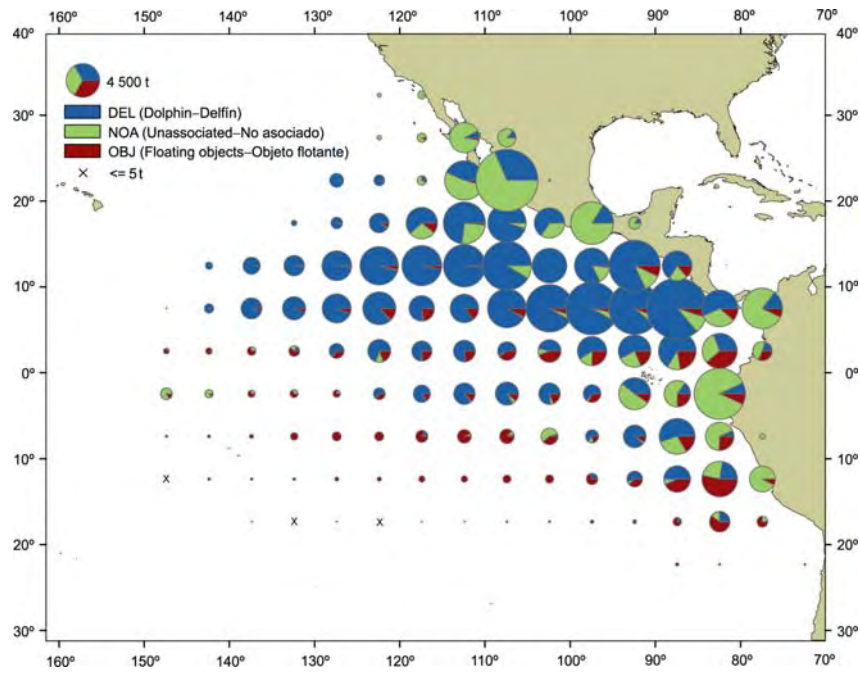 160º 150º 140º 130º 120º 110º 100º 90º 80º 70º
40º 40º
4 500 t
DEL (Dolphin–Delfín)
30º 30º
NOA (Unassociated–No asociado)
OBJ (Floating objects–Objeto flotante)
x <= 5 t
20º 20º
10º 10º
0º 0º
10º 10º
x
x x
20º 20º
30º 30º
160º 150º 140º 130º 120º 110º 100º 90º 80º 70º